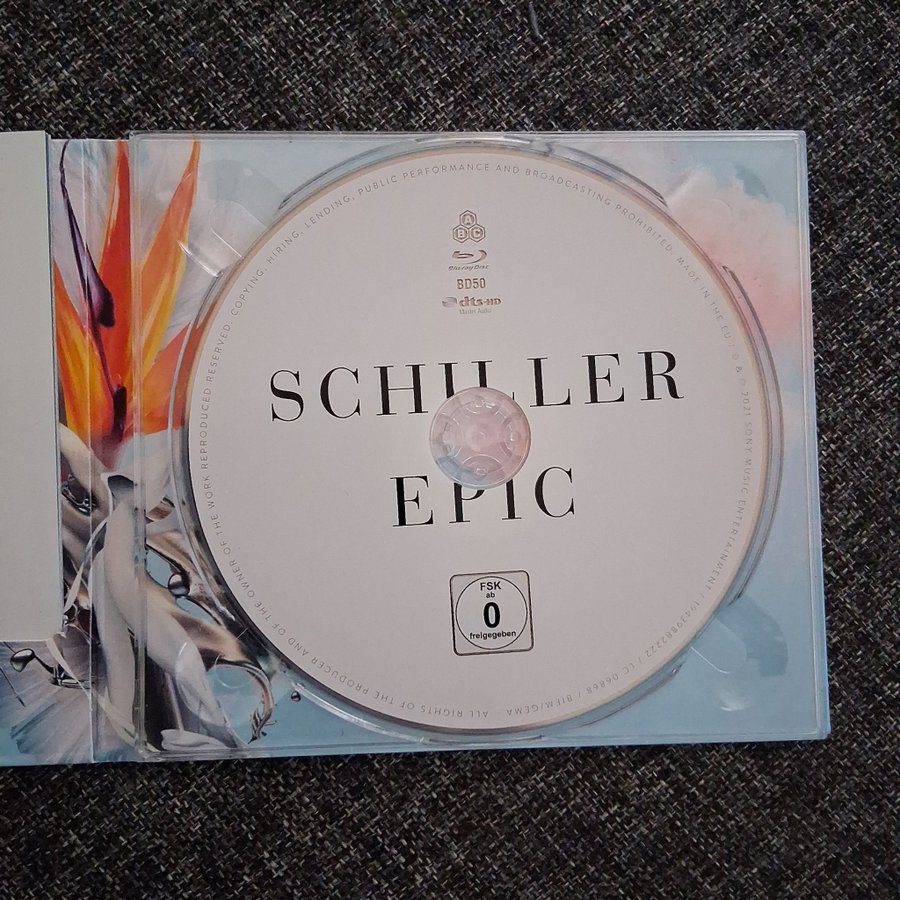 A
B C
Blu-ray Disc
BD50
dts-HD
Master Audio
SCHILLER
EPIC
FSK
ab
0
freigegeben
ALL RIGHTS OF THE PRODUCER AND OF THE OWNER OF THE WORK REPRODUCED RESERVED. COPYING, HIRING, LENDING, PUBLIC PERFORMANCE AND BROADCASTING PROHIBITED. MADE IN THE EU / ℗ & © 2021 SONY MUSIC ENTERTAINMENT. / 19439882222 / LC 06868 / BIEM/GEMA